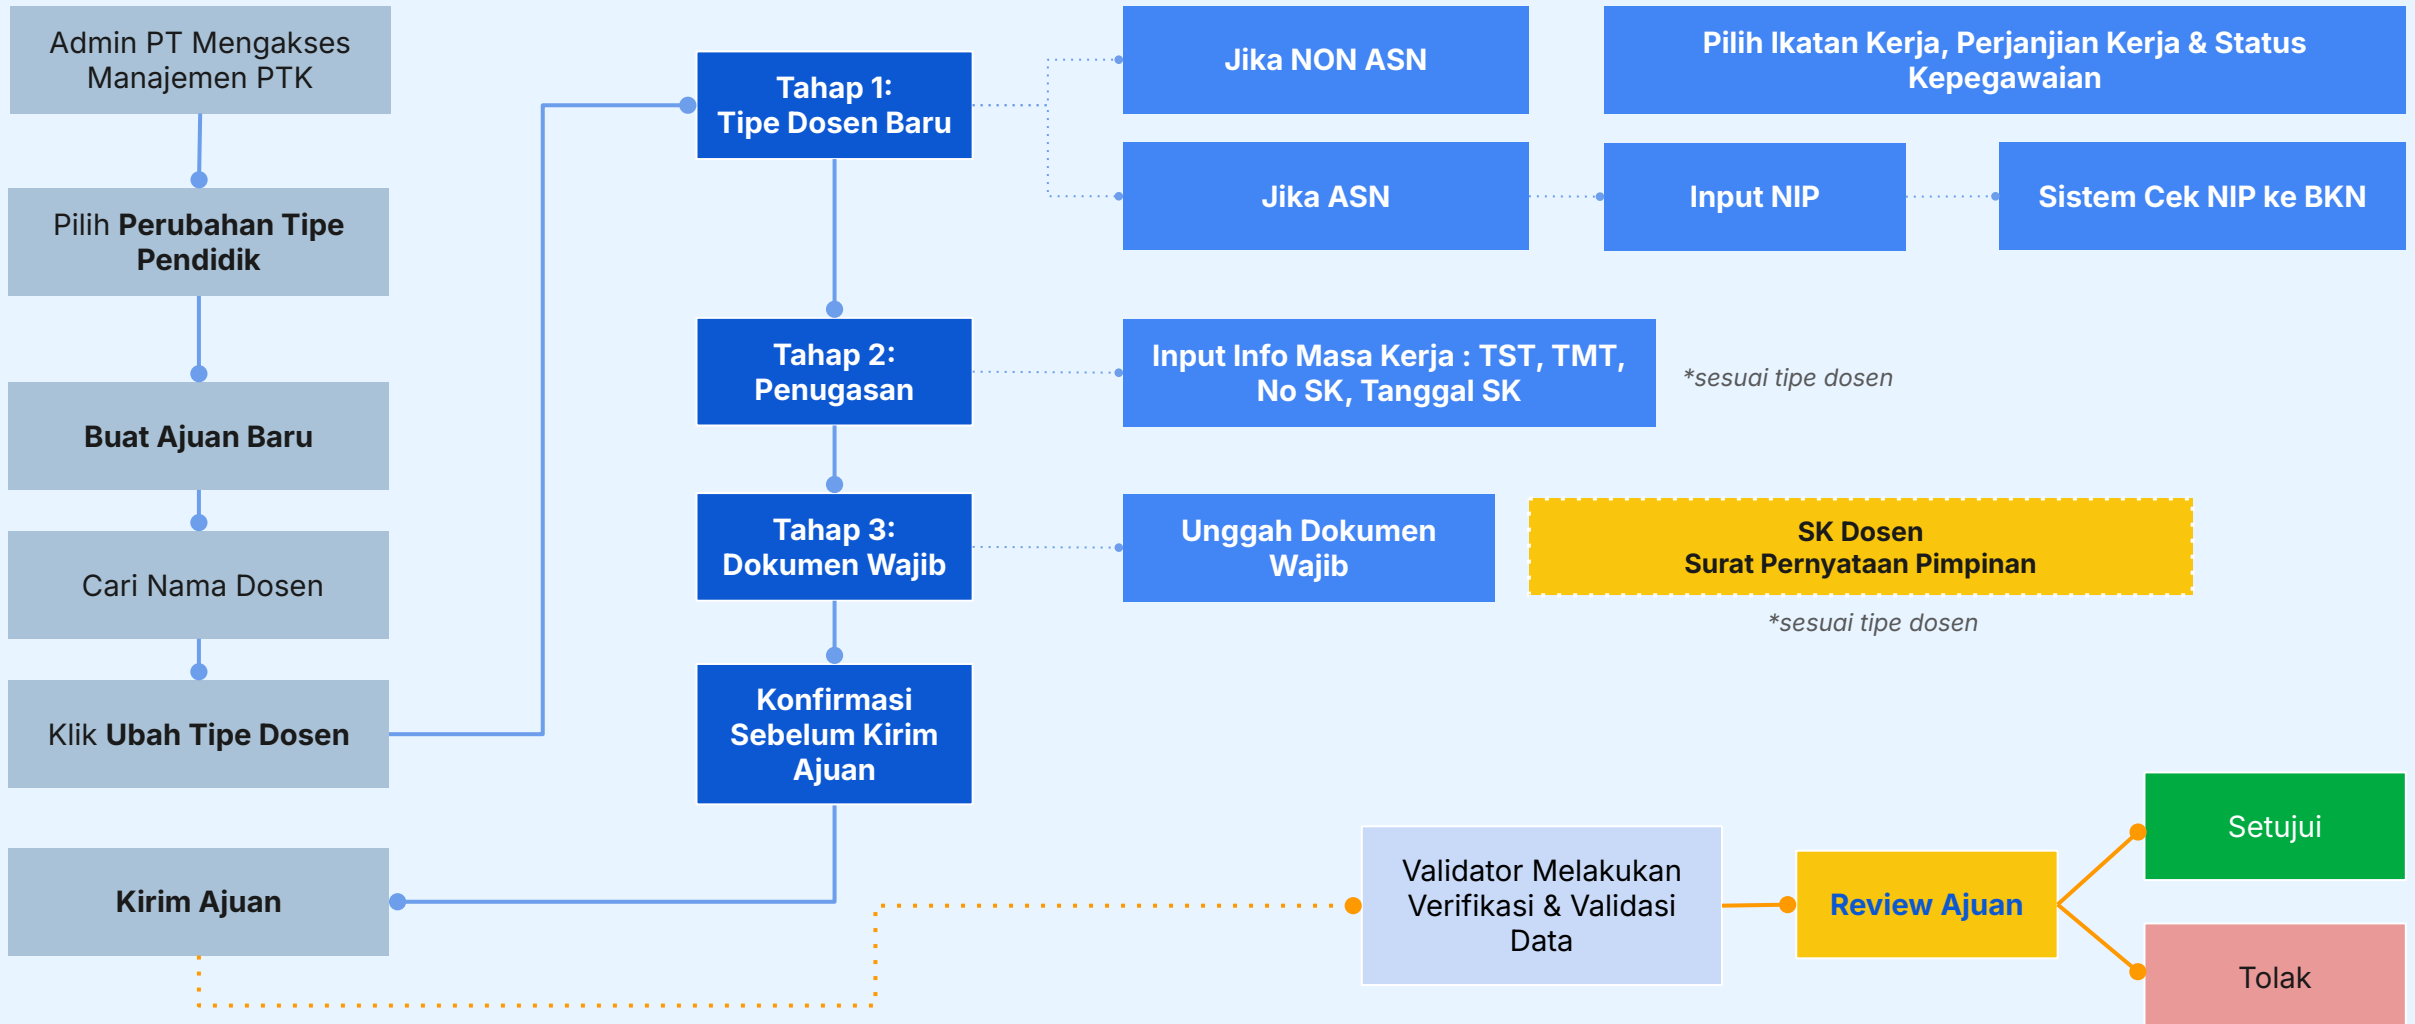 Admin PT Mengakses
Manajemen PTK
Pilih Perubahan Tipe
Pendidik
Buat Ajuan Baru
Cari Nama Dosen
Klik Ubah Tipe Dosen
Kirim Ajuan
Tahap 1:
Tipe Dosen Baru
Jika NON ASN
Pilih Ikatan Kerja, Perjanjian Kerja & Status
Kepegawaian
Jika ASN
Input NIP
Sistem Cek NIP ke BKN
Tahap 2:
Penugasan
Input Info Masa Kerja : TST, TMT,
No SK, Tanggal SK
*sesuai tipe dosen
Tahap 3:
Dokumen Wajib
Unggah Dokumen
Wajib
SK Dosen
Surat Pernyataan Pimpinan
*sesuai tipe dosen
Konfirmasi
Sebelum Kirim
Ajuan
Validator Melakukan
Verifikasi & Validasi
Data
Review Ajuan
Setujui
Tolak